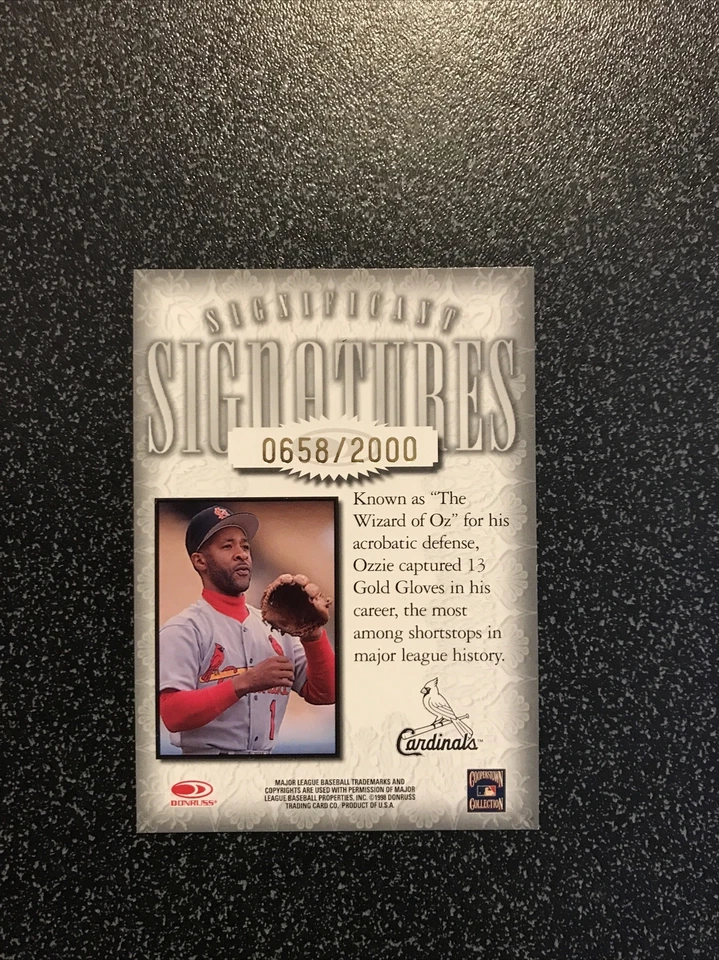 SIGNIFICANT
SIGNATURES
0658/2000
Known as “The
Wizard of Oz” for his
acrobatic defense,
Ozzie captured 13
Gold Gloves in his
career, the most
among shortstops in
major league history.
1
Cardinals™
DONRUSS®
MAJOR LEAGUE BASEBALL TRADEMARKS AND
COPYRIGHTS ARE USED WITH PERMISSION OF MAJOR
LEAGUE BASEBALL PROPERTIES, INC. ©1998 DONRUSS
TRADING CARD CO. PRODUCT OF U.S.A.
COOPERSTOWN
COLLECTION